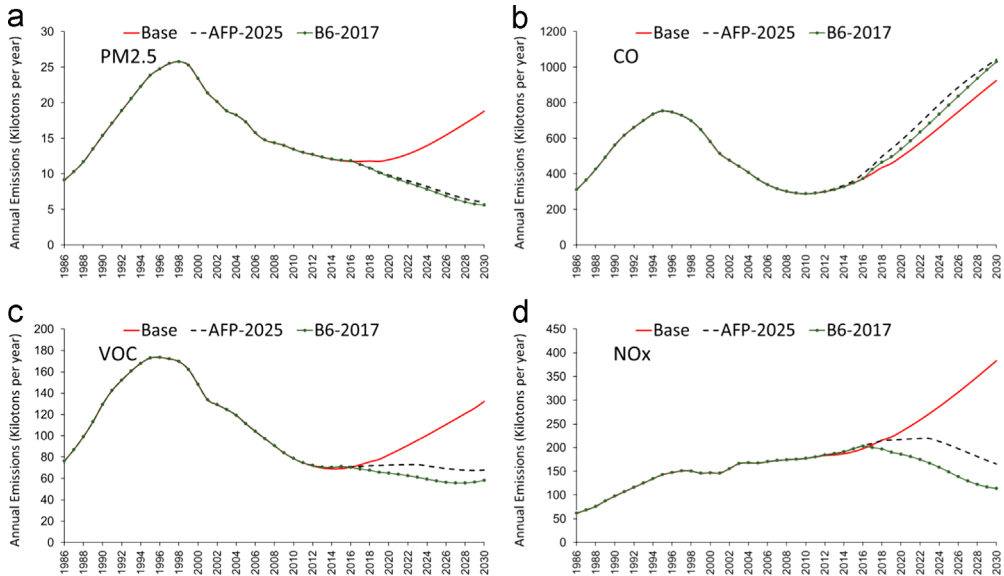 a
Base AFP-2025 B6-2017
PM2.5
Annual Emissions (Kilotons per year)
30
25
20
15
10
5
0
1986 1988 1990 1992 1994 1996 1998 2000 2002 2004 2006 2008 2010 2012 2014 2016 2018 2020 2022 2024 2026 2028 2030
b
Base AFP-2025 B6-2017
CO
Annual Emissions (Kilotons per year)
1200
1000
800
600
400
200
0
1986 1988 1990 1992 1994 1996 1998 2000 2002 2004 2006 2008 2010 2012 2014 2016 2018 2020 2022 2024 2026 2028 2030
c
Base AFP-2025 B6-2017
VOC
Annual Emissions (Kilotons per year)
200
180
160
140
120
100
80
60
40
20
0
1986 1988 1990 1992 1994 1996 1998 2000 2002 2004 2006 2008 2010 2012 2014 2016 2018 2020 2022 2024 2026 2028 2030
d
Base AFP-2025 B6-2017
NOx
Annual Emissions (Kilotons per year)
450
400
350
300
250
200
150
100
50
0
1986 1988 1990 1992 1994 1996 1998 2000 2002 2004 2006 2008 2010 2012 2014 2016 2018 2020 2022 2024 2026 2028 2030